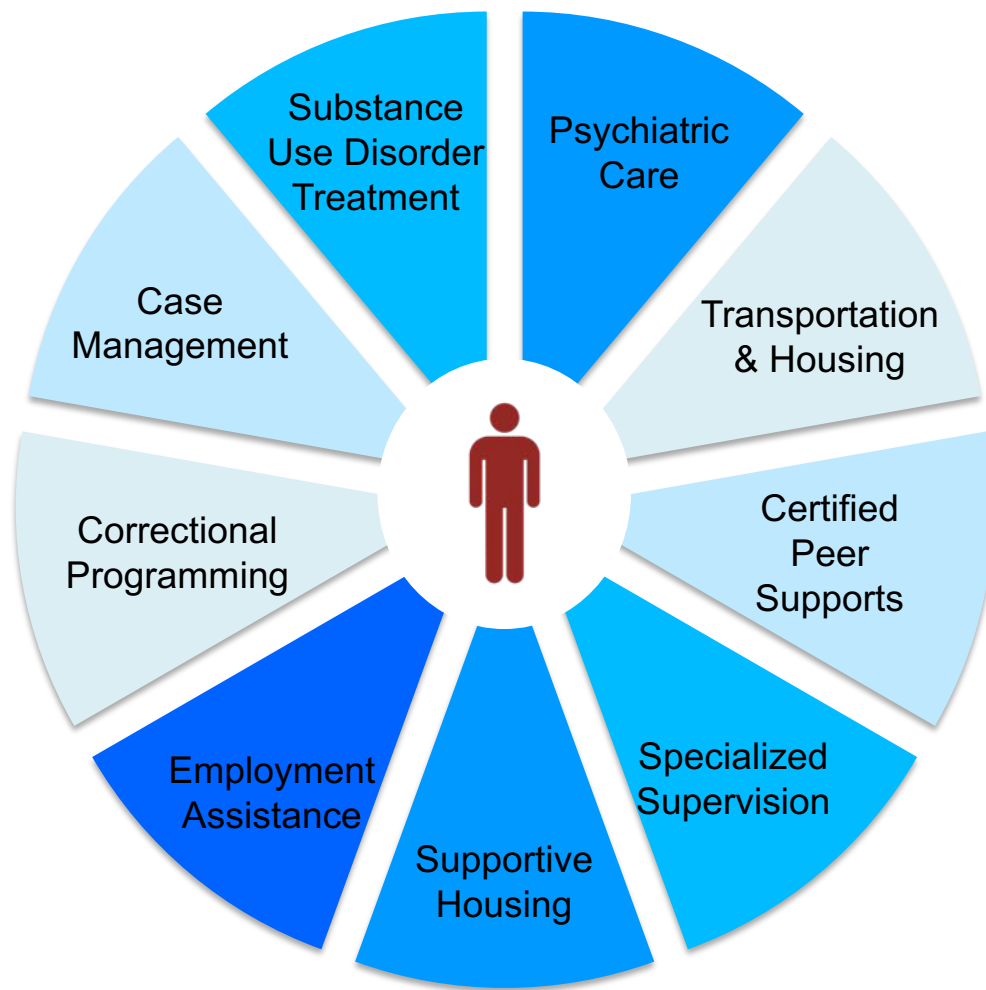 Substance
Use Disorder
Treatment
Psychiatric
Care
Transportation
& Housing
Certified
Peer
Supports
Specialized
Supervision
Supportive
Housing
Employment
Assistance
Correctional
Programming
Case
Management